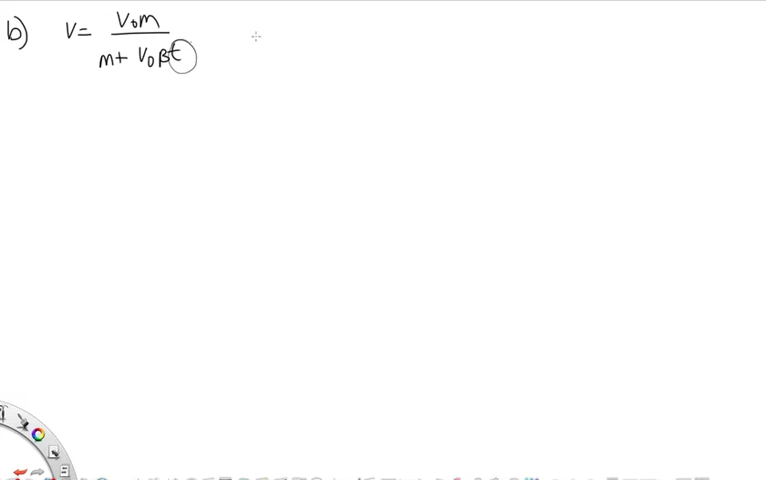 b) V = V₀m / (m + V₀βt)